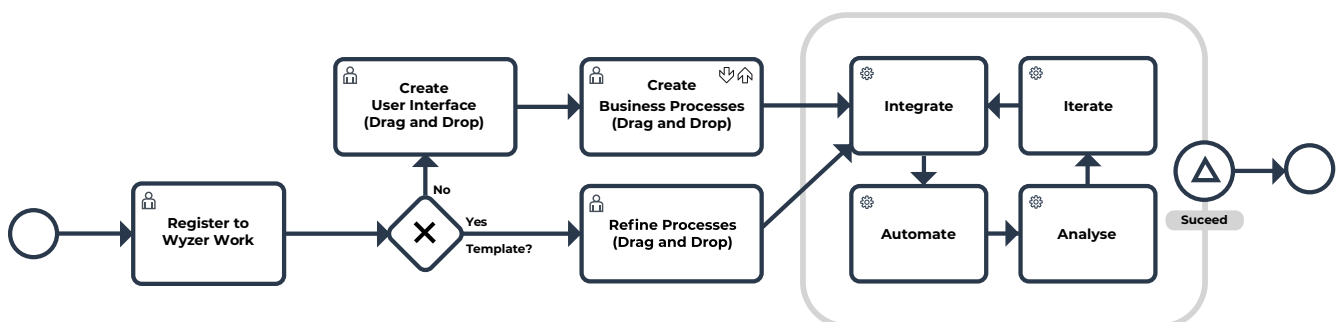 Register to
Wyzer Work
No
Yes
Template?
Create
User Interface
(Drag and Drop)
Create
Business Processes
(Drag and Drop)
Refine Processes
(Drag and Drop)
Integrate
Iterate
Automate
Analyse
Suceed